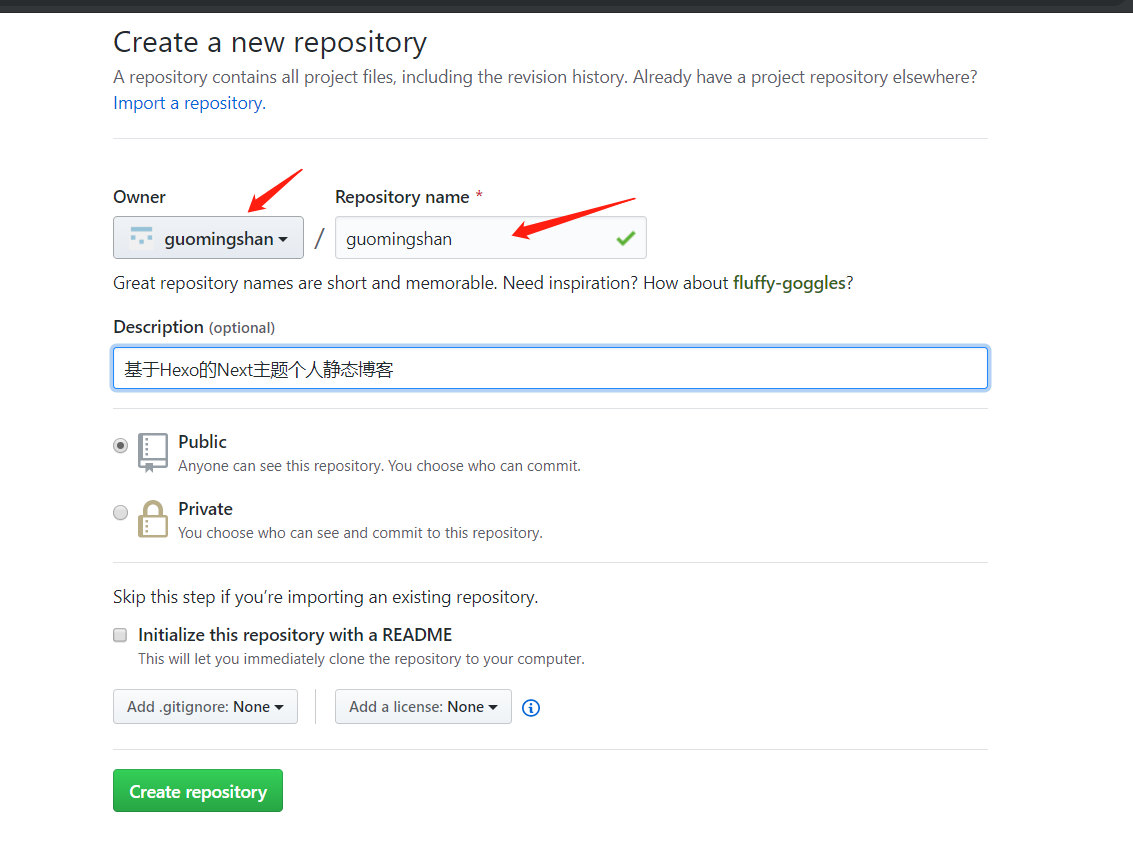 Create a new repository
A repository contains all project files, including the revision history. Already have a project repository elsewhere?
Import a repository.
Owner
Repository name *
guomingshan / guomingshan
Great repository names are short and memorable. Need inspiration? How about fluffy-goggles?
Description (optional)
基于Hexo的Next主题个人静态博客
Public
Anyone can see this repository. You choose who can commit.
Private
You choose who can see and commit to this repository.
Skip this step if you’re importing an existing repository.
Initialize this repository with a README
This will let you immediately clone the repository to your computer.
Add .gitignore: None
Add a license: None
Create repository